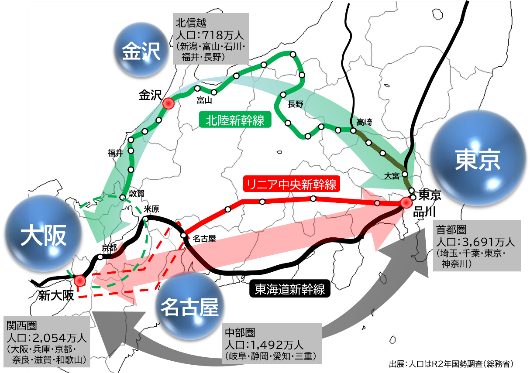 北信越
人口：718万人
（新潟・富山・石川・
福井・長野）
金沢
金沢
富山
長野
高崎
北陸新幹線
福井
東京
大宮
敦賀
リニア中央新幹線
東京
品川
米原
大阪
京都
名古屋
首都圏
人口：3,691万人
（埼玉・千葉・東京・
神奈川）
新大阪
名古屋
東海道新幹線
関西圏
人口：2,054万人
（大阪・兵庫・京都・
奈良・滋賀・和歌山）
中部圏
人口：1,492万人
（岐阜・静岡・愛知・三重）
出展：人口はR2年国勢調査（総務省）